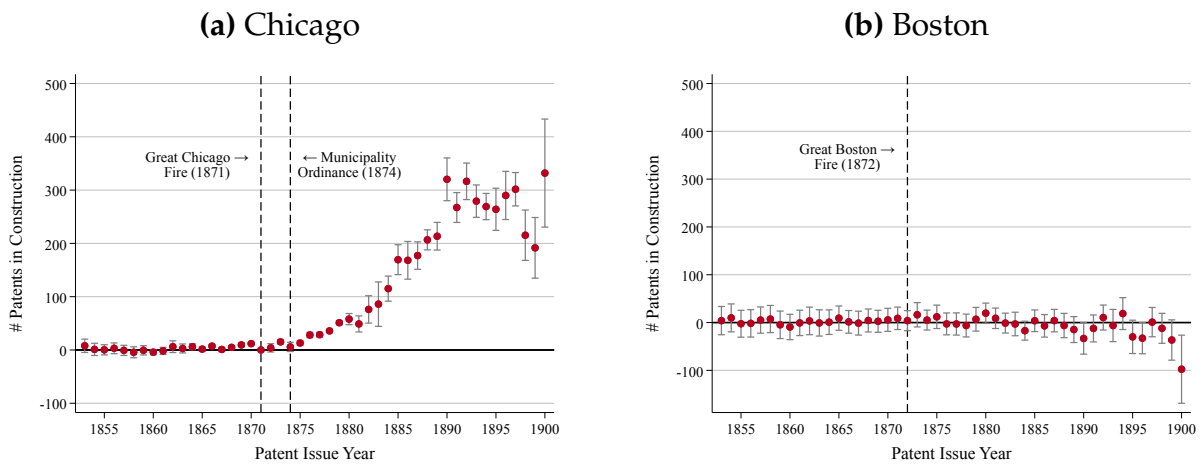 (a) Chicago
# Patents in Construction
500
400
300
200
100
0
-100
Great Chicago →
Fire (1871)
← Municipality
Ordinance (1874)
1855 1860 1865 1870 1875 1880 1885 1890 1895 1900
Patent Issue Year
(b) Boston
# Patents in Construction
500
400
300
200
100
0
-100
Great Boston →
Fire (1872)
1855 1860 1865 1870 1875 1880 1885 1890 1895 1900
Patent Issue Year